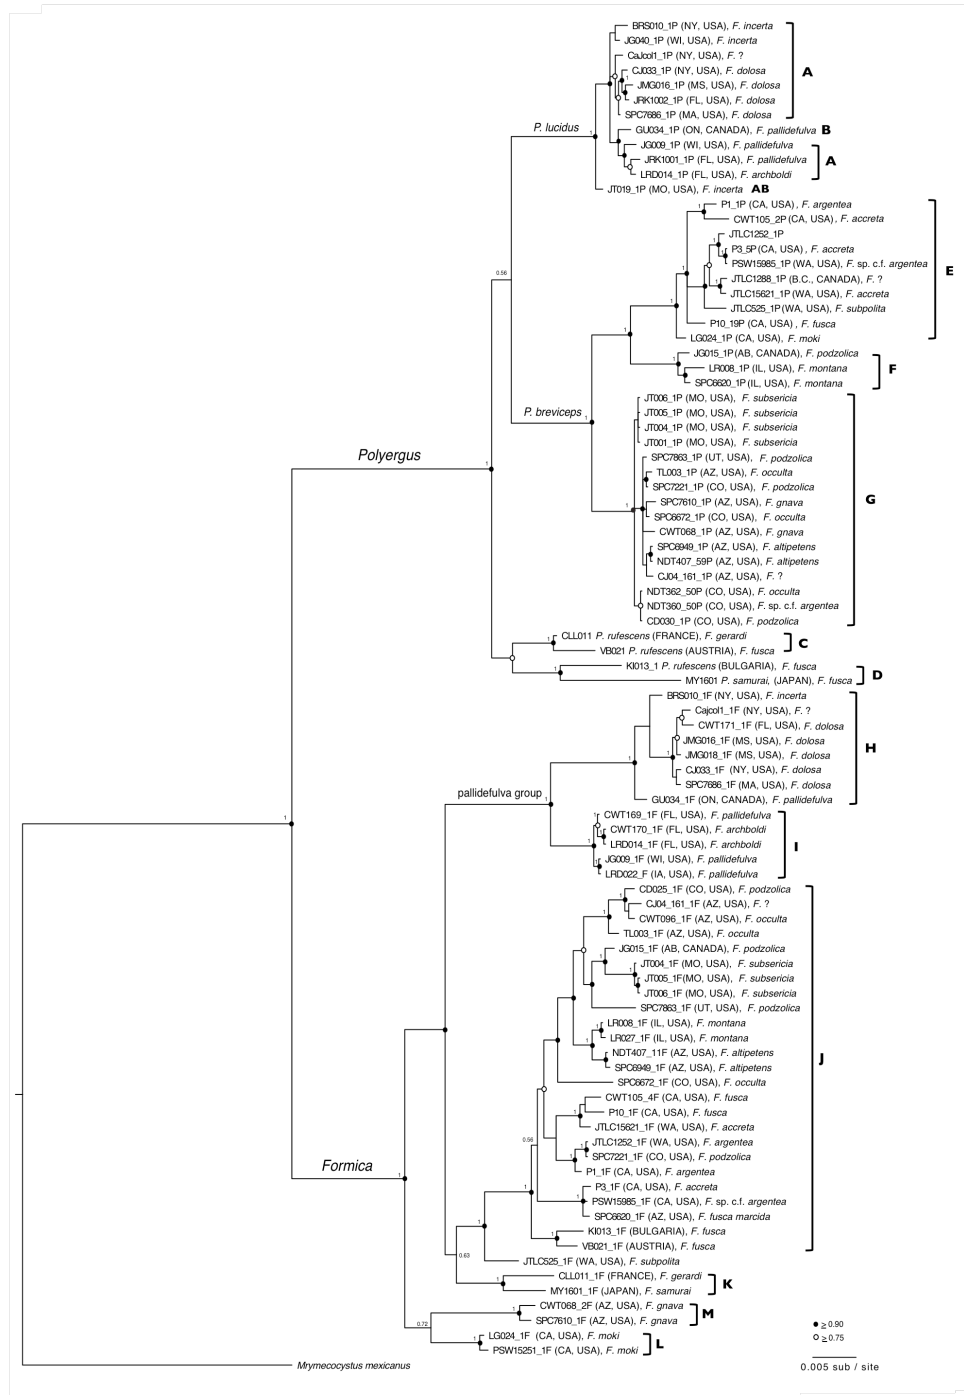 BRS010_1P (NY, USA), F. incerta
JG040_1P (WI, USA), F. incerta
CaJcol1_1P (NY, USA), F. ?
CJ033_1P (NY, USA), F. dolosa
A
JMG016_1P (MS, USA), F. dolosa
JRK1002_1P (FL, USA), F. dolosa
SPC7686_1P (MA, USA), F. dolosa
P. lucidus
1
GU034_1P (ON, CANADA), F. pallidefulva B
JG009_1P (WI, USA), F. pallidefulva
JRK1001_1P (FL, USA), F. pallidefulva A
LRD014_1P (FL, USA), F. archboldi
JT019_1P (MO, USA), F. incerta AB
P1_1P (CA, USA) , F. argentea
CWT105_2P (CA, USA), F. accreta
JTLC1252_1P
P3_5P (CA, USA) , F. accreta
PSW15985_1P (WA, USA), F. sp. c.f. argentea
E
JTLC1288_1P (B.C., CANADA), F. ?
0.56
JTLC15621_1P (WA, USA), F. accreta
JTLC525_1P (WA, USA), F. subpolita
P10_19P (CA, USA) , F. fusca
LG024_1P (CA, USA), F. moki
JG015_1P (AB, CANADA), F. podzolica
LR008_1P (IL, USA), F. montana F
SPC6620_1P (IL, USA), F. montana
JT006_1P (MO, USA), F. subsericia
P. breviceps
1
JT005_1P (MO, USA), F. subsericia
JT004_1P (MO, USA), F. subsericia
JT001_1P (MO, USA), F. subsericia
Polyergus
1
SPC7863_1P (UT, USA), F. podzolica
TL003_1P (AZ, USA), F. occulta
SPC7221_1P (CO, USA), F. podzolica
SPC7610_1P (AZ, USA), F. gnava
G
SPC6672_1P (CO, USA), F. occulta
CWT068_1P (AZ, USA), F. gnava
SPC6949_1P (AZ, USA), F. altipetens
NDT407_59P (AZ, USA), F. altipetens
CJ04_161_1P (AZ, USA), F. ?
NDT362_50P (CO, USA), F. occulta
NDT360_50P (CO, USA), F. sp. c.f. argentea
CD030_1P (CO, USA), F. podzolica
CLL011 P. rufescens (FRANCE), F. gerardi
C
VB021 P. rufescens (AUSTRIA), F. fusca
KI013_1 P. rufescens (BULGARIA), F. fusca
D
MY1601 P. samurai, (JAPAN), F. fusca
BRS010_1F (NY, USA), F. incerta
Cajcol1_1F (NY, USA), F. ?
CWT171_1F (FL, USA), F. dolosa
JMG016_1F (MS, USA), F. dolosa
H
JMG018_1F (MS, USA), F. dolosa
CJ033_1F (NY, USA), F. dolosa
SPC7686_1F (MA, USA), F. dolosa
pallidefulva group
1
GU034_1F (ON, CANADA), F. pallidefulva
CWT169_1F (FL, USA), F. pallidefulva
1
CWT170_1F (FL, USA), F. archboldi
LRD014_1F (FL, USA), F. archboldi
I
JG009_1F (WI, USA), F. pallidefulva
LRD022_F (IA, USA), F. pallidefulva
CD025_1F (CO, USA), F. podzolica
CJ04_161_1F (AZ, USA), F. ?
CWT096_1F (AZ, USA), F. occulta
TL003_1F (AZ, USA), F. occulta
JG015_1F (AB, CANADA), F. podzolica
JT004_1F (MO, USA), F. subsericia
JT005_1F(MO, USA), F. subsericia
JT006_1F (MO, USA), F. subsericia
SPC7863_1F (UT, USA), F. podzolica
LR008_1F (IL, USA), F. montana
LR027_1F (IL, USA), F. montana
NDT407_11F (AZ, USA), F. altipetens
J
SPC6949_1F (AZ, USA), F. altipetens
SPC6672_1F (CO, USA), F. occulta
CWT105_4F (CA, USA), F. fusca
P10_1F (CA, USA), F. fusca
JTLC15621_1F (WA, USA), F. accreta
0.56
JTLC1252_1F (WA, USA), F. argentea
SPC7221_1F (CO, USA), F. podzolica
Formica
1
P1_1F (CA, USA), F. argentea
P3_1F (CA, USA), F. accreta
PSW15985_1F (CA, USA), F. sp. c.f. argentea
SPC6620_1F (AZ, USA), F. fusca marcida
KI013_1F (BULGARIA), F. fusca
VB021_1F (AUSTRIA), F. fusca
0.63
JTLC525_1F (WA, USA), F. subpolita
CLL011_1F (FRANCE), F. gerardi
K
MY1601_1F (JAPAN), F. samurai
CWT068_2F (AZ, USA), F. gnava
M
SPC7610_1F (AZ, USA), F. gnava
0.72
LG024_1F (CA, USA), F. moki
L
PSW15251_1F (CA, USA), F. moki
≥0.90
≥0.75
0.005 sub / site
Mrymecocystus mexicanus